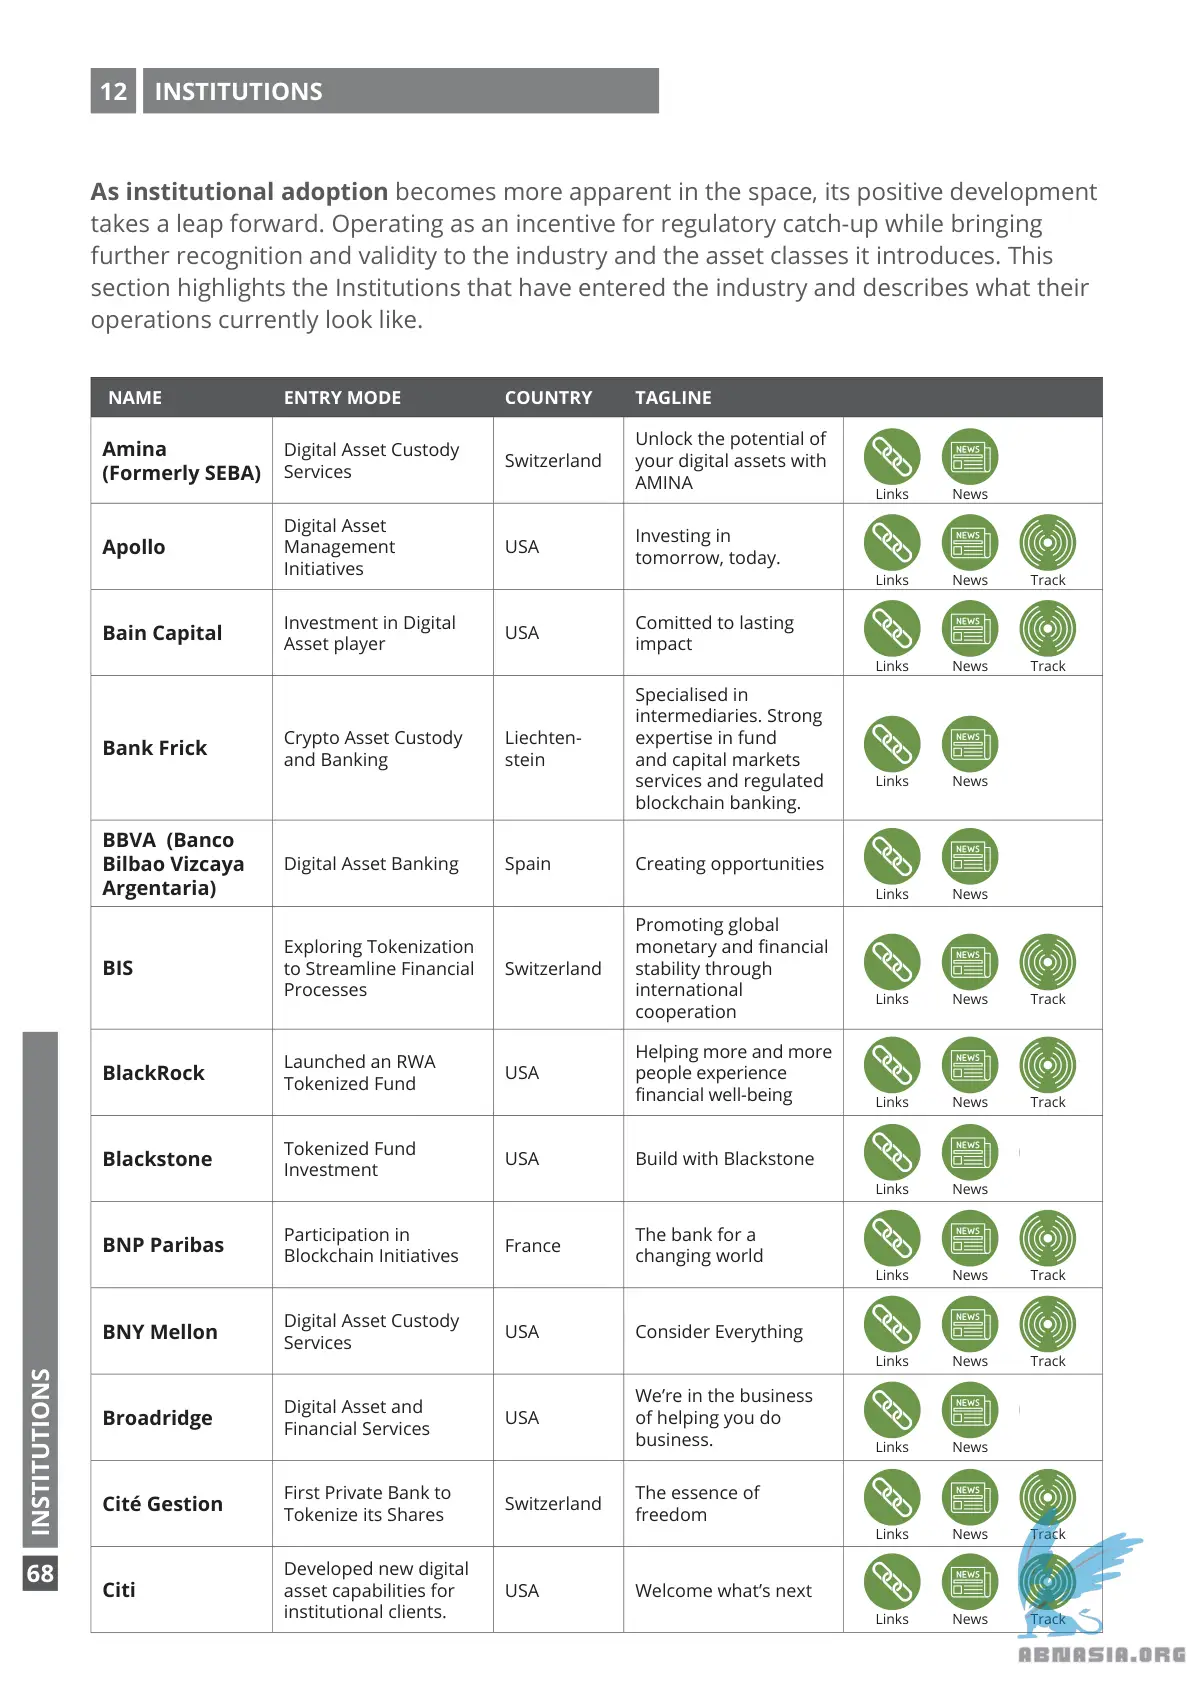 12 INSTITUTIONS
As institutional adoption becomes more apparent in the space, its positive development
takes a leap forward. Operating as an incentive for regulatory catch-up while bringing
further recognition and validity to the industry and the asset classes it introduces. This
section highlights the Institutions that have entered the industry and describes what their
operations currently look like.
NAME ENTRY MODE COUNTRY TAGLINE
Amina
(Formerly SEBA)
Digital Asset Custody
Services
Switzerland
Unlock the potential of
your digital assets with
AMINA
NEWS
Links News
Apollo
Digital Asset
Management
Initiatives
USA
Investing in
tomorrow, today.
NEWS
Links News Track
Bain Capital
Investment in Digital
Asset player
USA
Comitted to lasting
impact
NEWS
Links News Track
Bank Frick
Crypto Asset Custody
and Banking
Liechten-
stein
Specialised in
intermediaries. Strong
expertise in fund
and capital markets
services and regulated
blockchain banking.
NEWS
Links News
BBVA (Banco
Bilbao Vizcaya
Argentaria)
Digital Asset Banking
Spain
Creating opportunities
NEWS
Links News
BIS
Exploring Tokenization
to Streamline Financial
Processes
Switzerland
Promoting global
monetary and financial
stability through
international
cooperation
NEWS
Links News Track
BlackRock
Launched an RWA
Tokenized Fund
USA
Helping more and more
people experience
financial well-being
NEWS
Links News Track
Blackstone
Tokenized Fund
Investment
USA
Build with Blackstone
NEWS
Links News
BNP Paribas
Participation in
Blockchain Initiatives
France
The bank for a
changing world
NEWS
Links News Track
BNY Mellon
Digital Asset Custody
Services
USA
Consider Everything
NEWS
Links News Track
Broadridge
Digital Asset and
Financial Services
USA
We’re in the business
of helping you do
business.
NEWS
Links News
Cité Gestion
First Private Bank to
Tokenize its Shares
Switzerland
The essence of
freedom
NEWS
Links News Track
Citi
Developed new digital
asset capabilities for
institutional clients.
USA
Welcome what’s next
NEWS
Links News Track
INSTITUTIONS
68
ABNASIA.ORG